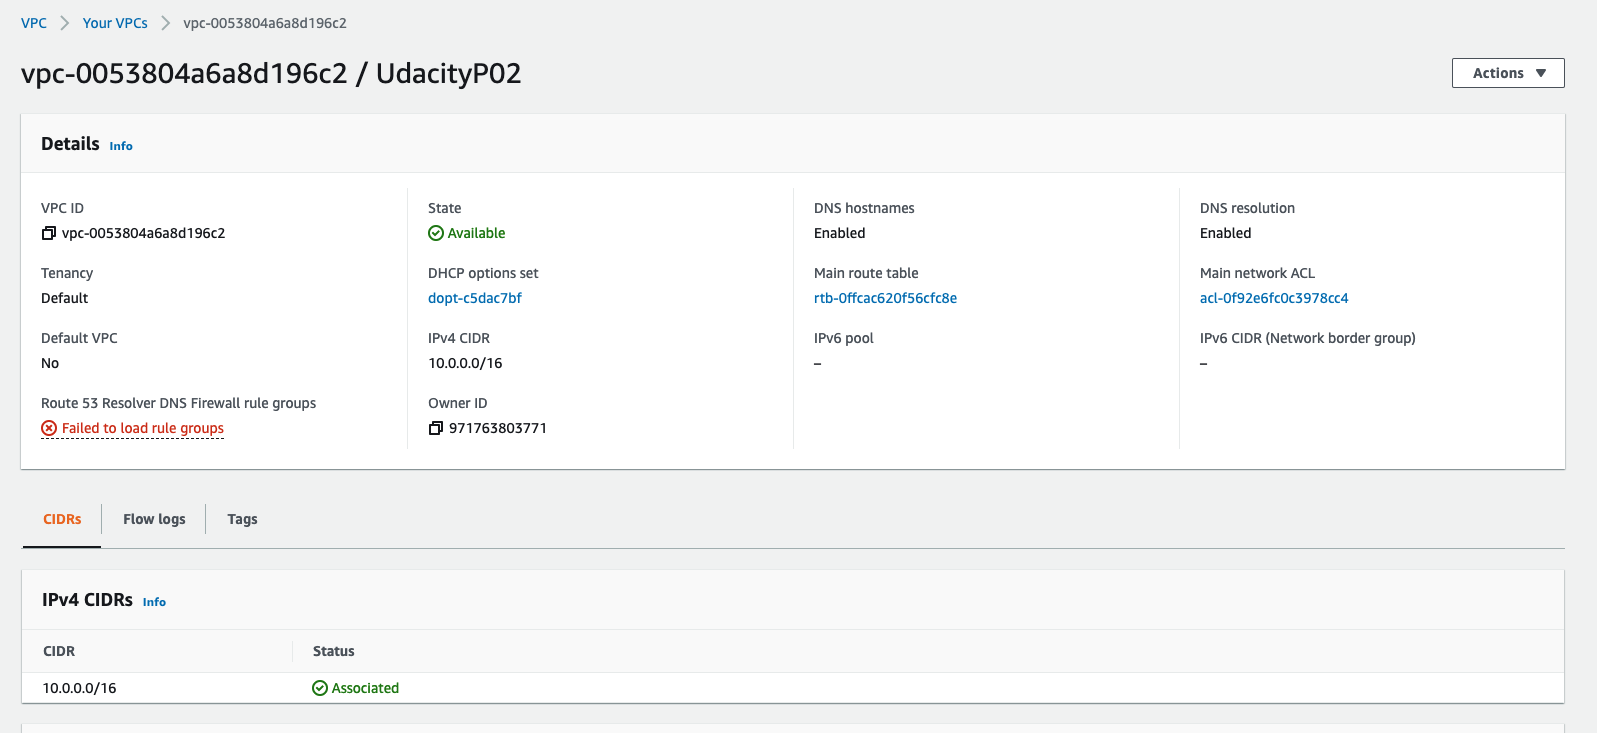 VPC > Your VPCs > vpc-0053804a6a8d196c2
vpc-0053804a6a8d196c2 / UdacityP02
Actions ▼
Details Info
VPC ID
vpc-0053804a6a8d196c2
State
Available
DNS hostnames
Enabled
DNS resolution
Enabled
Tenancy
Default
DHCP options set
dopt-c5dac7bf
Main route table
rtb-0ffcac620f56cfc8e
Main network ACL
acl-0f92e6fc0c3978cc4
Default VPC
No
IPv4 CIDR
10.0.0.0/16
IPv6 pool
–
IPv6 CIDR (Network border group)
–
Route 53 Resolver DNS Firewall rule groups
Failed to load rule groups
Owner ID
971763803771
CIDRs
Flow logs
Tags
IPv4 CIDRs Info
CIDR Status
10.0.0.0/16 Associated